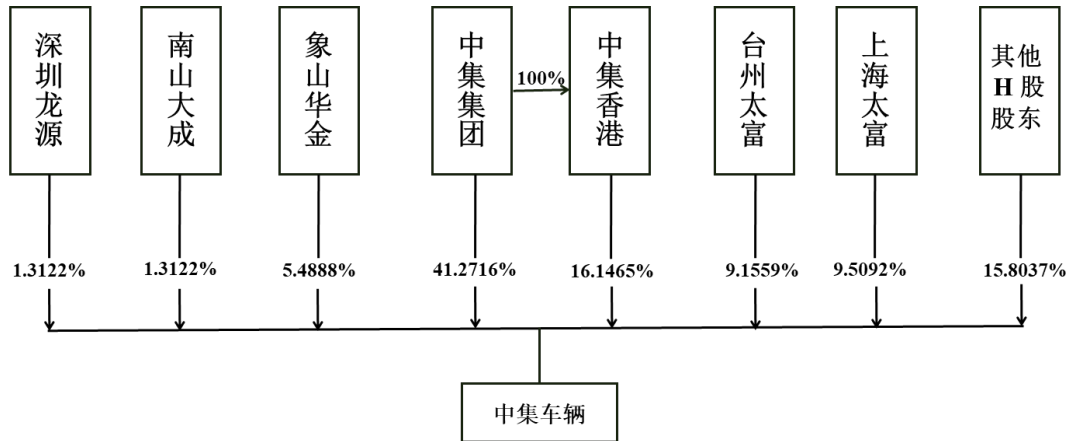 深圳龙源
南山大成
象山华金
中集集团
100%
中集香港
台州太富
上海太富
其他
H 股
股东
1.3122%
1.3122%
5.4888%
41.2716%
16.1465%
9.1559%
9.5092%
15.8037%
中集车辆